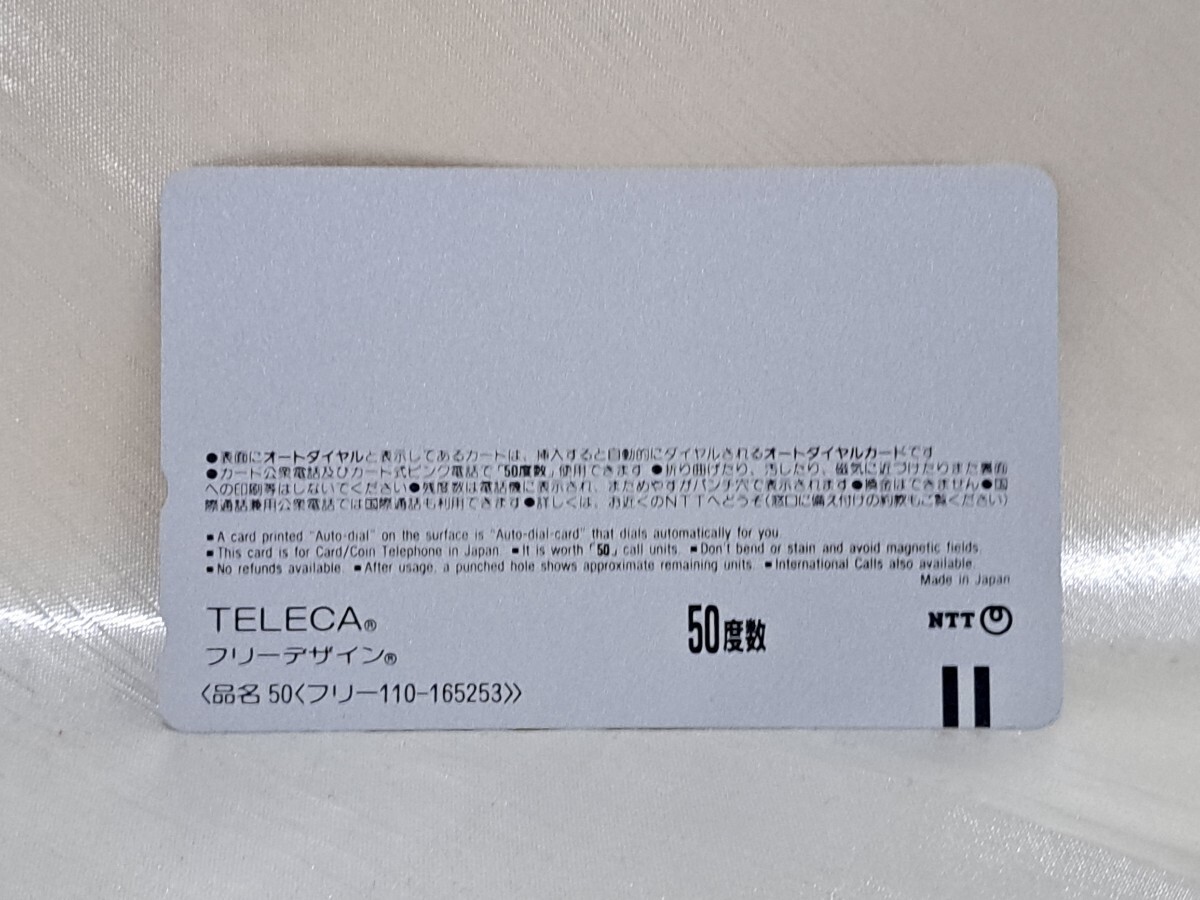 ●表面にオートダイヤルと表示してあるカードは、挿入すると自動的にダイヤルされるオートダイヤルカードです
●カード公衆電話及びカード式ピンク電話で「50度数」使用できます ●折り曲げたり、汚したり、磁気に近づけたりまた裏面
への印刷等はしないでください●残度数は電話機に表示され、まためやすがパンチ穴で表示されます●換金はできません●国
際通話兼用公衆電話では国際通話も利用できます●詳しくは、お近くのNTTへどうぞ(窓口に備え付けの約款もご覧ください)
■A card printed "Auto-dial" on the surface is "Auto-dial-card" that dials automatically for you.
■This card is for Card/Coin Telephone in Japan. ■It is worth「50」call units. ■Don't bend or stain and avoid magnetic fields.
■No refunds available. ■After usage, a punched hole shows approximate remaining units. ■International Calls also available.
Made in Japan
TELECA®
フリーデザイン®
〈品名 50〈フリー110-165253〉〉
50度数
NTT